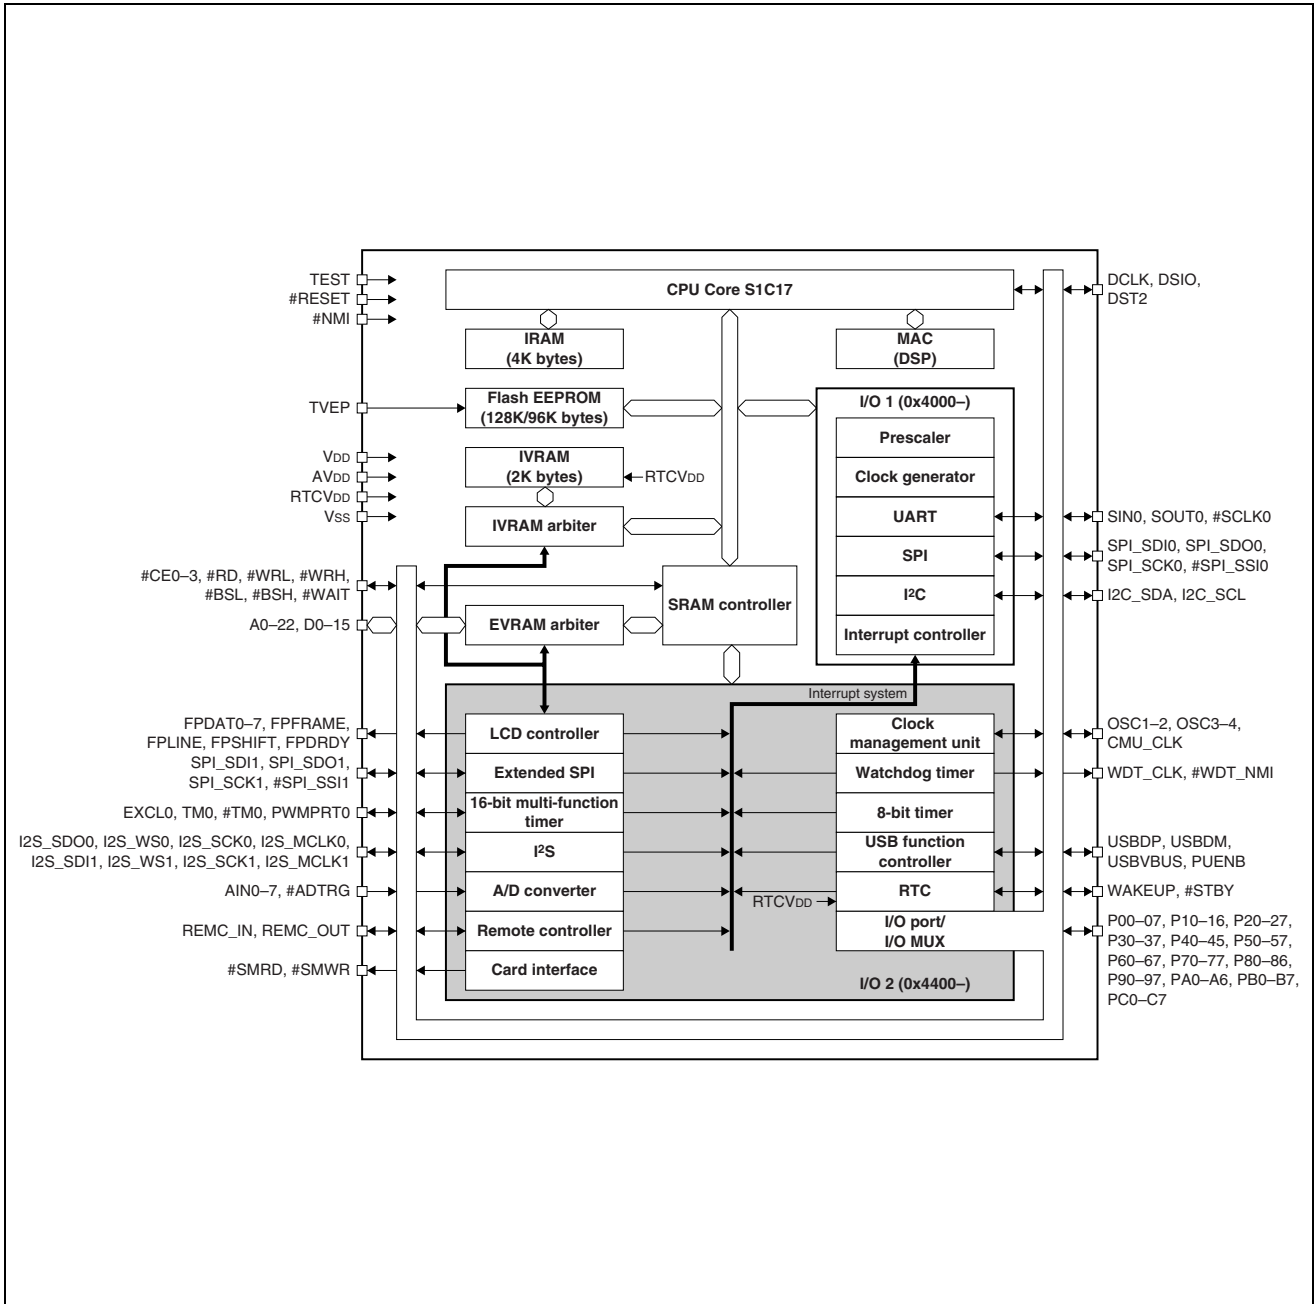 TEST
#RESET
#NMI
CPU Core S1C17
DCLK, DSIO,
DST2
IRAM
(4K bytes)
MAC
(DSP)
TVEP
Flash EEPROM
(128K/96K bytes)
I/O 1 (0x4000–)
Prescaler
Clock generator
UART
SPI
I2C
Interrupt controller
VDD
AVDD
RTCVDD
VSS
IVRAM
(2K bytes)
RTCVDD
IVRAM arbiter
SIN0, SOUT0, #SCLK0
SPI_SDI0, SPI_SDO0,
SPI_SCK0, #SPI_SSI0
I2C_SDA, I2C_SCL
#CE0–3, #RD, #WRL, #WRH,
#BSL, #BSH, #WAIT
A0–22, D0–15
EVRAM arbiter
SRAM controller
Interrupt system
FPDAT0–7, FPFRAME,
FPLINE, FPSHIFT, FPDRDY
SPI_SDI1, SPI_SDO1,
SPI_SCK1, #SPI_SSI1
EXCL0, TM0, #TM0, PWMPRT0
I2S_SDO0, I2S_WS0, I2S_SCK0, I2S_MCLK0,
I2S_SDI1, I2S_WS1, I2S_SCK1, I2S_MCLK1
AIN0–7, #ADTRG
REMC_IN, REMC_OUT
#SMRD, #SMWR
LCD controller
Extended SPI
16-bit multi-function
timer
I2S
A/D converter
Remote controller
Card interface
Clock
management unit
Watchdog timer
8-bit timer
USB function
controller
RTC
RTCVDD
I/O port/
I/O MUX
I/O 2 (0x4400–)
OSC1–2, OSC3–4,
CMU_CLK
WDT_CLK, #WDT_NMI
USBDP, USBDM,
USBVBUS, PUENB
WAKEUP, #STBY
P00–07, P10–16, P20–27,
P30–37, P40–45, P50–57,
P60–67, P70–77, P80–86,
P90–97, PA0–A6, PB0–B7,
PC0–C7